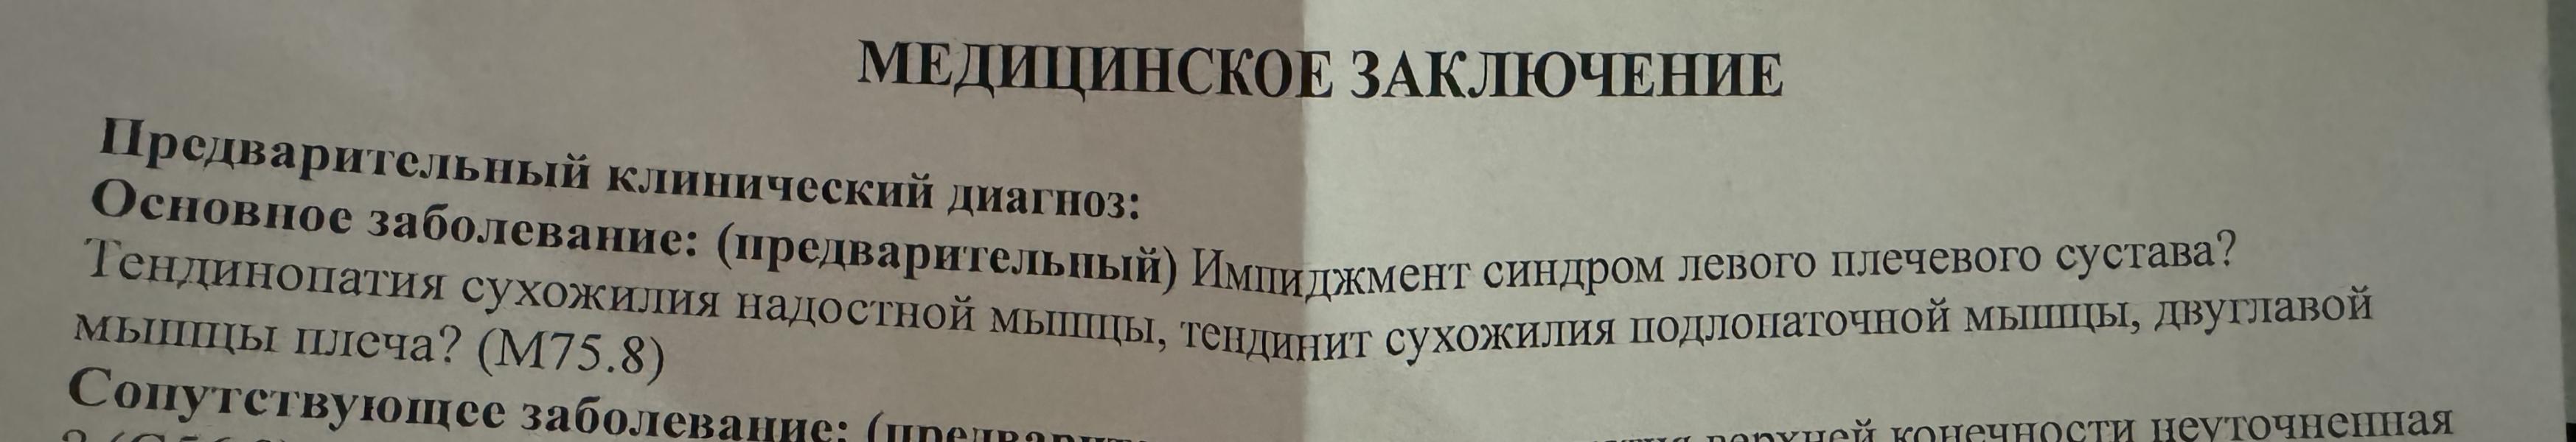 МЕДИЦИНСКОЕ ЗАКЛЮЧЕНИЕ
Предварительный клинический диагноз:
Основное заболевание: (предварительный) Импиджмент синдром левого плечевого сустава?
Тендинопатия сухожилия надостной мышцы, тендинит сухожилия подлопаточной мышцы, двуглавой
мышцы плеча? (М75.8)
Сопутствующее заболевание: верхней конечности неуточненная